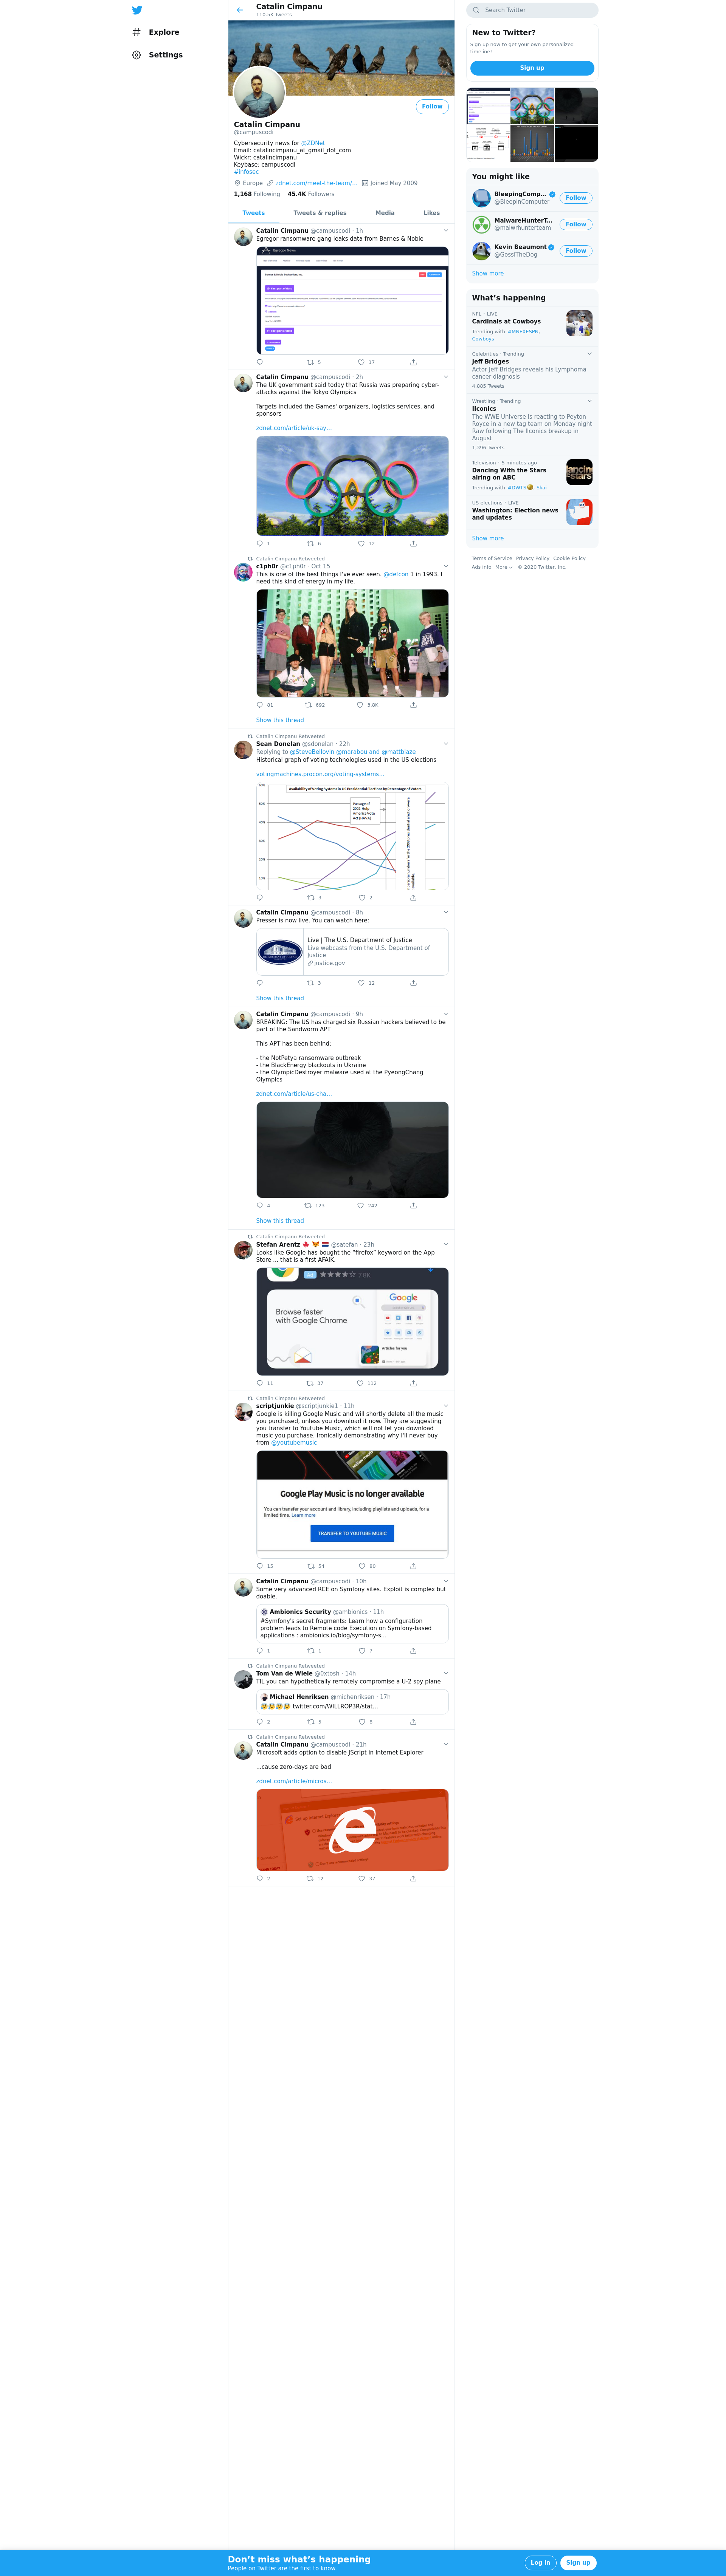 Explore
Settings
Catalin Cimpanu
110.5K Tweets
Follow
Catalin Cimpanu
@campuscodi
Cybersecurity news for @ZDNet
Email: catalincimpanu_at_gmail_dot_com
Wickr: catalincimpanu
Keybase: campuscodi
#infosec
Europe zdnet.com/meet-the-team/... Joined May 2009
1,168 Following 45.4K Followers
Tweets Tweets & replies Media Likes
Catalin Cimpanu @campuscodi · 1h
Egregor ransomware gang leaks data from Barnes & Noble
5 17
Catalin Cimpanu @campuscodi · 2h
The UK government said today that Russia was preparing cyber-
attacks against the Tokyo Olympics
Targets included the Games' organizers, logistics services, and
sponsors
zdnet.com/article/uk-say...
1 6 12
Catalin Cimpanu Retweeted
c1ph0r @c1ph0r · Oct 15
This is one of the best things I've ever seen. @defcon 1 in 1993. I
need this kind of energy in my life.
81 692 3.8K
Show this thread
Catalin Cimpanu Retweeted
Sean Donelan @sdonelan · 22h
Replying to @SteveBellovin @marabou and @mattblaze
Historical graph of voting technologies used in the US elections
votingmachines.procon.org/voting-systems...
Availability of Voting Systems in US Presidential Elections by Percentage of Voters
Passage of
2002 Help
America Vote
Act (HAVA)
60%
50%
40%
30%
20%
10%
3 2
Catalin Cimpanu @campuscodi · 8h
Presser is now live. You can watch here:
Live | The U.S. Department of Justice
Live webcasts from the U.S. Department of
Justice
justice.gov
5 12
Show this thread
Catalin Cimpanu @campuscodi · 9h
BREAKING: The US has charged six Russian hackers believed to be
part of the Sandworm APT
This APT has been behind:
- the NotPetya ransomware outbreak
- the BlackEnergy blackouts in Ukraine
- the OlympicDestroyer malware used at the PyeongChang
Olympics
zdnet.com/article/us-cha...
4 123 242
Show this thread
Catalin Cimpanu Retweeted
Stefan Arentz @satefan · 23h
Looks like Google has bought the "firefox" keyword on the App
Store ... that is a first AFAIK.
Ad 7.6K
Browse faster
with Google Chrome
Google
Articles for you
11 37 112
Catalin Cimpanu Retweeted
scriptjunkie @scriptjunkie1 · 11h
Google is killing Google Music and will shortly delete all the music
you purchased, unless you download it now. They are suggesting
you transfer to Youtube Music, which will not let you download
music you purchase. Ironically demonstrating why I'll never buy
from @youtubemusic
Google Play Music is no longer available
You can transfer your account and library, including playlists and uploads, for a
limited time. Learn more
TRANSFER TO YOUTUBE MUSIC
15 54 80
Catalin Cimpanu @campuscodi · 10h
Some very advanced RCE on Symfony sites. Exploit is complex but
doable.
Ambionics Security @ambionics · 11h
#Symfony's secret fragments: Learn how a configuration
problem leads to Remote code Execution on Symfony-based
applications : ambionics.io/blog/symfony-s...
1 1 7
Catalin Cimpanu Retweeted
Tom Van de Wiele @0xtosh · 14h
TIL you can hypothetically remotely compromise a U-2 spy plane
Michael Henriksen @michenriksen · 17h
twitter.com/WILLROP3R/stat...
2 5 8
Catalin Cimpanu Retweeted
Catalin Cimpanu @campuscodi · 21h
Microsoft adds option to disable JScript in Internet Explorer
...cause zero-days are bad
zdnet.com/article/micros...
2 12 37
Search Twitter
New to Twitter?
Sign up now to get your own personalized
timeline!
Sign up
You might like
BleepingComp...
@BleepinComputer
Follow
MalwareHunterT...
@malwrhunterteam
Follow
Kevin Beaumont
@GossiTheDog
Follow
Show more
What's happening
NFL · LIVE
Cardinals at Cowboys
Trending with #MNFXESPN,
Cowboys
Celebrities · Trending
Jeff Bridges
Actor Jeff Bridges reveals his Lymphoma
cancer diagnosis
4,885 Tweets
Wrestling · Trending
IIconics
The WWE Universe is reacting to Peyton
Royce in a new tag team on Monday night
Raw following The IIconics breakup in
August
1,396 Tweets
Television · 5 minutes ago
Dancing With the Stars
airing on ABC
Trending with #DWTS, Skai
US elections · LIVE
Washington: Election news
and updates
Show more
Terms of Service Privacy Policy Cookie Policy
Ads info More © 2020 Twitter, Inc.
Don't miss what's happening
People on Twitter are the first to know.
Log in Sign up